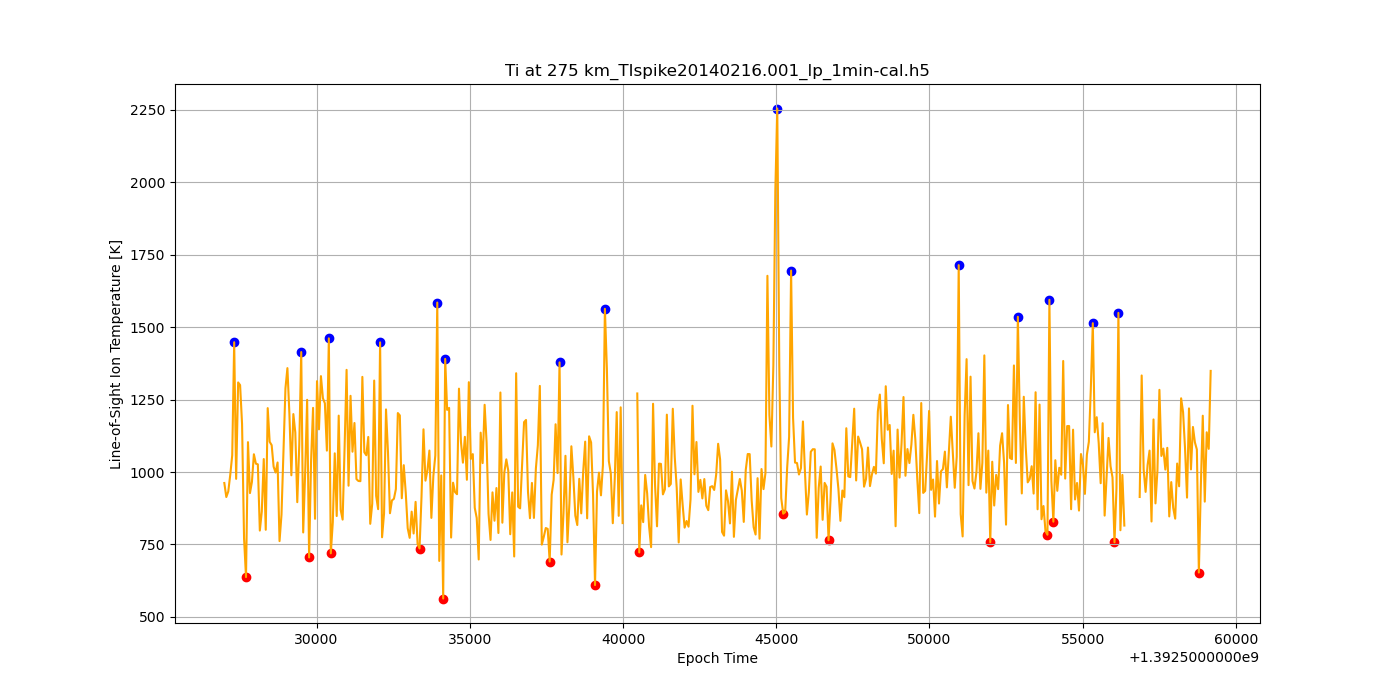 Ti at 275 km_TIspike20140216.001_lp_1min-cal.h5
Line-of-Sight Ion Temperature [K]
2250
2000
1750
1500
1250
1000
750
500
30000 35000 40000 45000 50000 55000 60000
Epoch Time
+1.3925000000e9